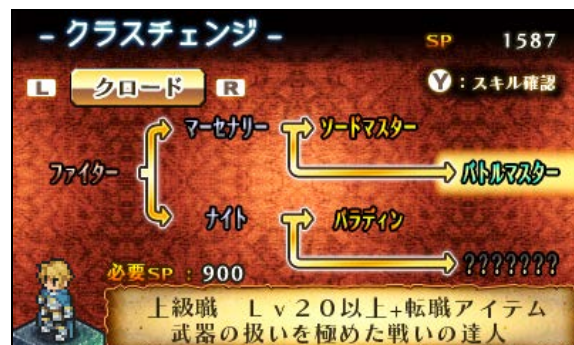 - クラスチェンジ -
SP 1587
L クロード R
Y：スキル確認
マーセナリー ソードマスター
ファイター バトルマスター
ナイト パラディン
必要SP：900
???????
上級職 Lv20以上+転職アイテム
武器の扱いを極めた戦いの達人